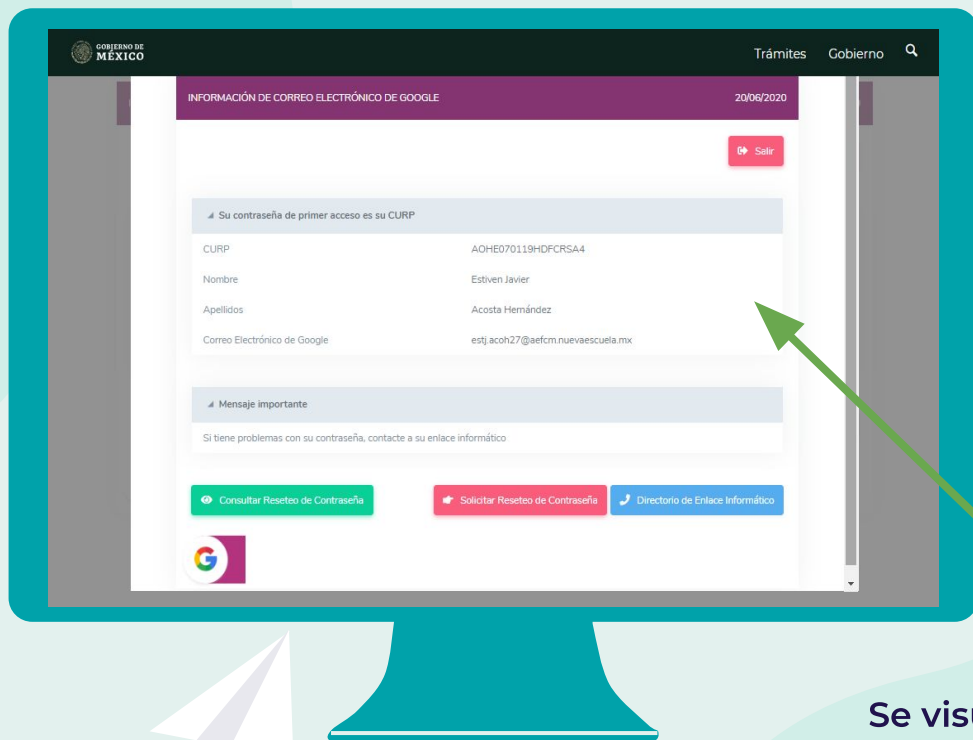 GOBIERNO DE
MÉXICO
Trámites Gobierno
INFORMACIÓN DE CORREO ELECTRÓNICO DE GOOGLE 20/06/2020
Salir
Su contraseña de primer acceso es su CURP
CURP AOHE070119HDFCRSA4
Nombre Estiven Javier
Apellidos Acosta Hernández
Correo Electrónico de Google estj.acoh27@aefcm.nuevaescuela.mx
Mensaje importante
Si tiene problemas con su contraseña, contacte a su enlace informático
Consultar Reseteo de Contraseña Solicitar Reseteo de Contraseña Directorio de Enlace Informático
G
Se visu